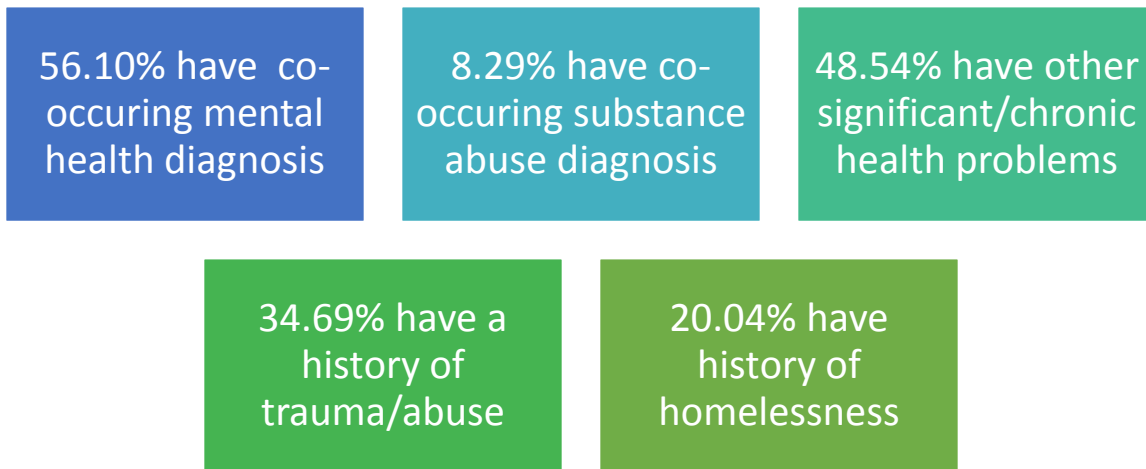 56.10% have  co-
occuring mental
health diagnosis
8.29% have co-
occuring substance
abuse diagnosis
48.54% have other
significant/chronic
health problems
34.69% have a
history of
trauma/abuse
20.04% have
history of
homelessness